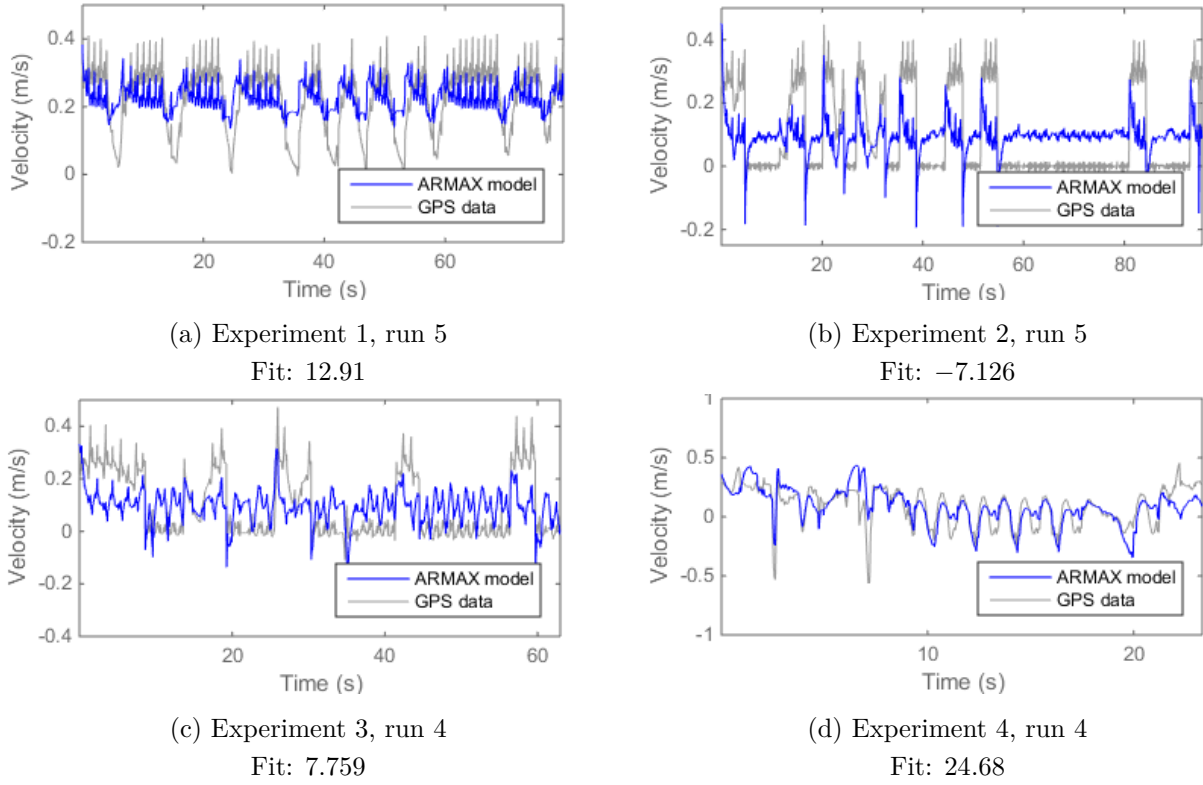 0.4
0.2
0
-0.2
Velocity (m/s)
20
40
60
Time (s)
ARMAX model
GPS data
(a) Experiment 1, run 5
Fit: 12.91
0.4
0.2
0
-0.2
Velocity (m/s)
20
40
60
80
Time (s)
ARMAX model
GPS data
(b) Experiment 2, run 5
Fit: −7.126
0.4
0.2
0
-0.2
-0.4
Velocity (m/s)
20
40
60
Time (s)
ARMAX model
GPS data
(c) Experiment 3, run 4
Fit: 7.759
1
0.5
0
-0.5
-1
Velocity (m/s)
10
20
Time (s)
ARMAX model
GPS data
(d) Experiment 4, run 4
Fit: 24.68